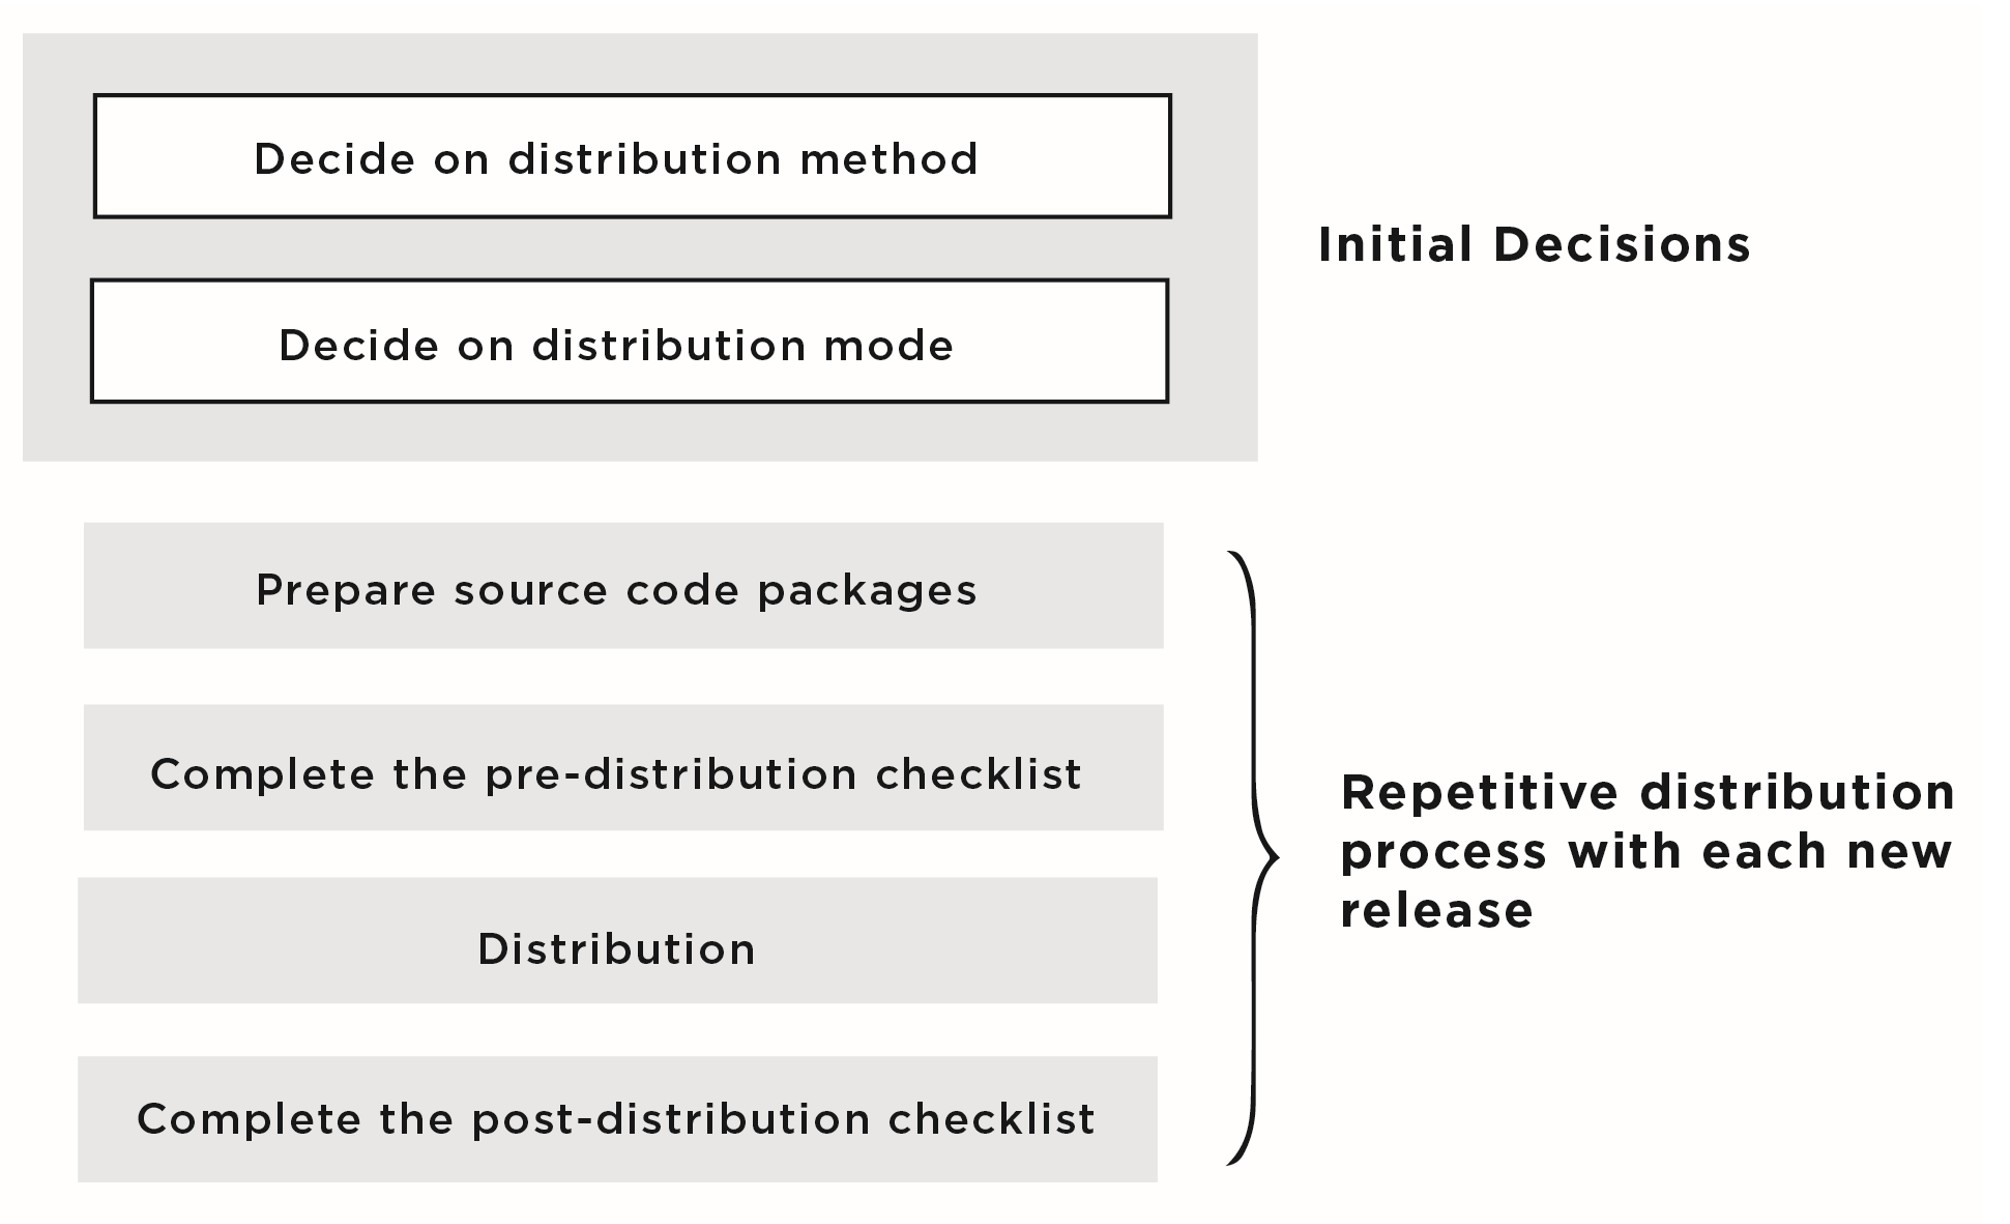 Decide on distribution method
Decide on distribution mode
Initial Decisions
Prepare source code packages
Complete the pre-distribution checklist
Distribution
Complete the post-distribution checklist
Repetitive distribution
process with each new
release